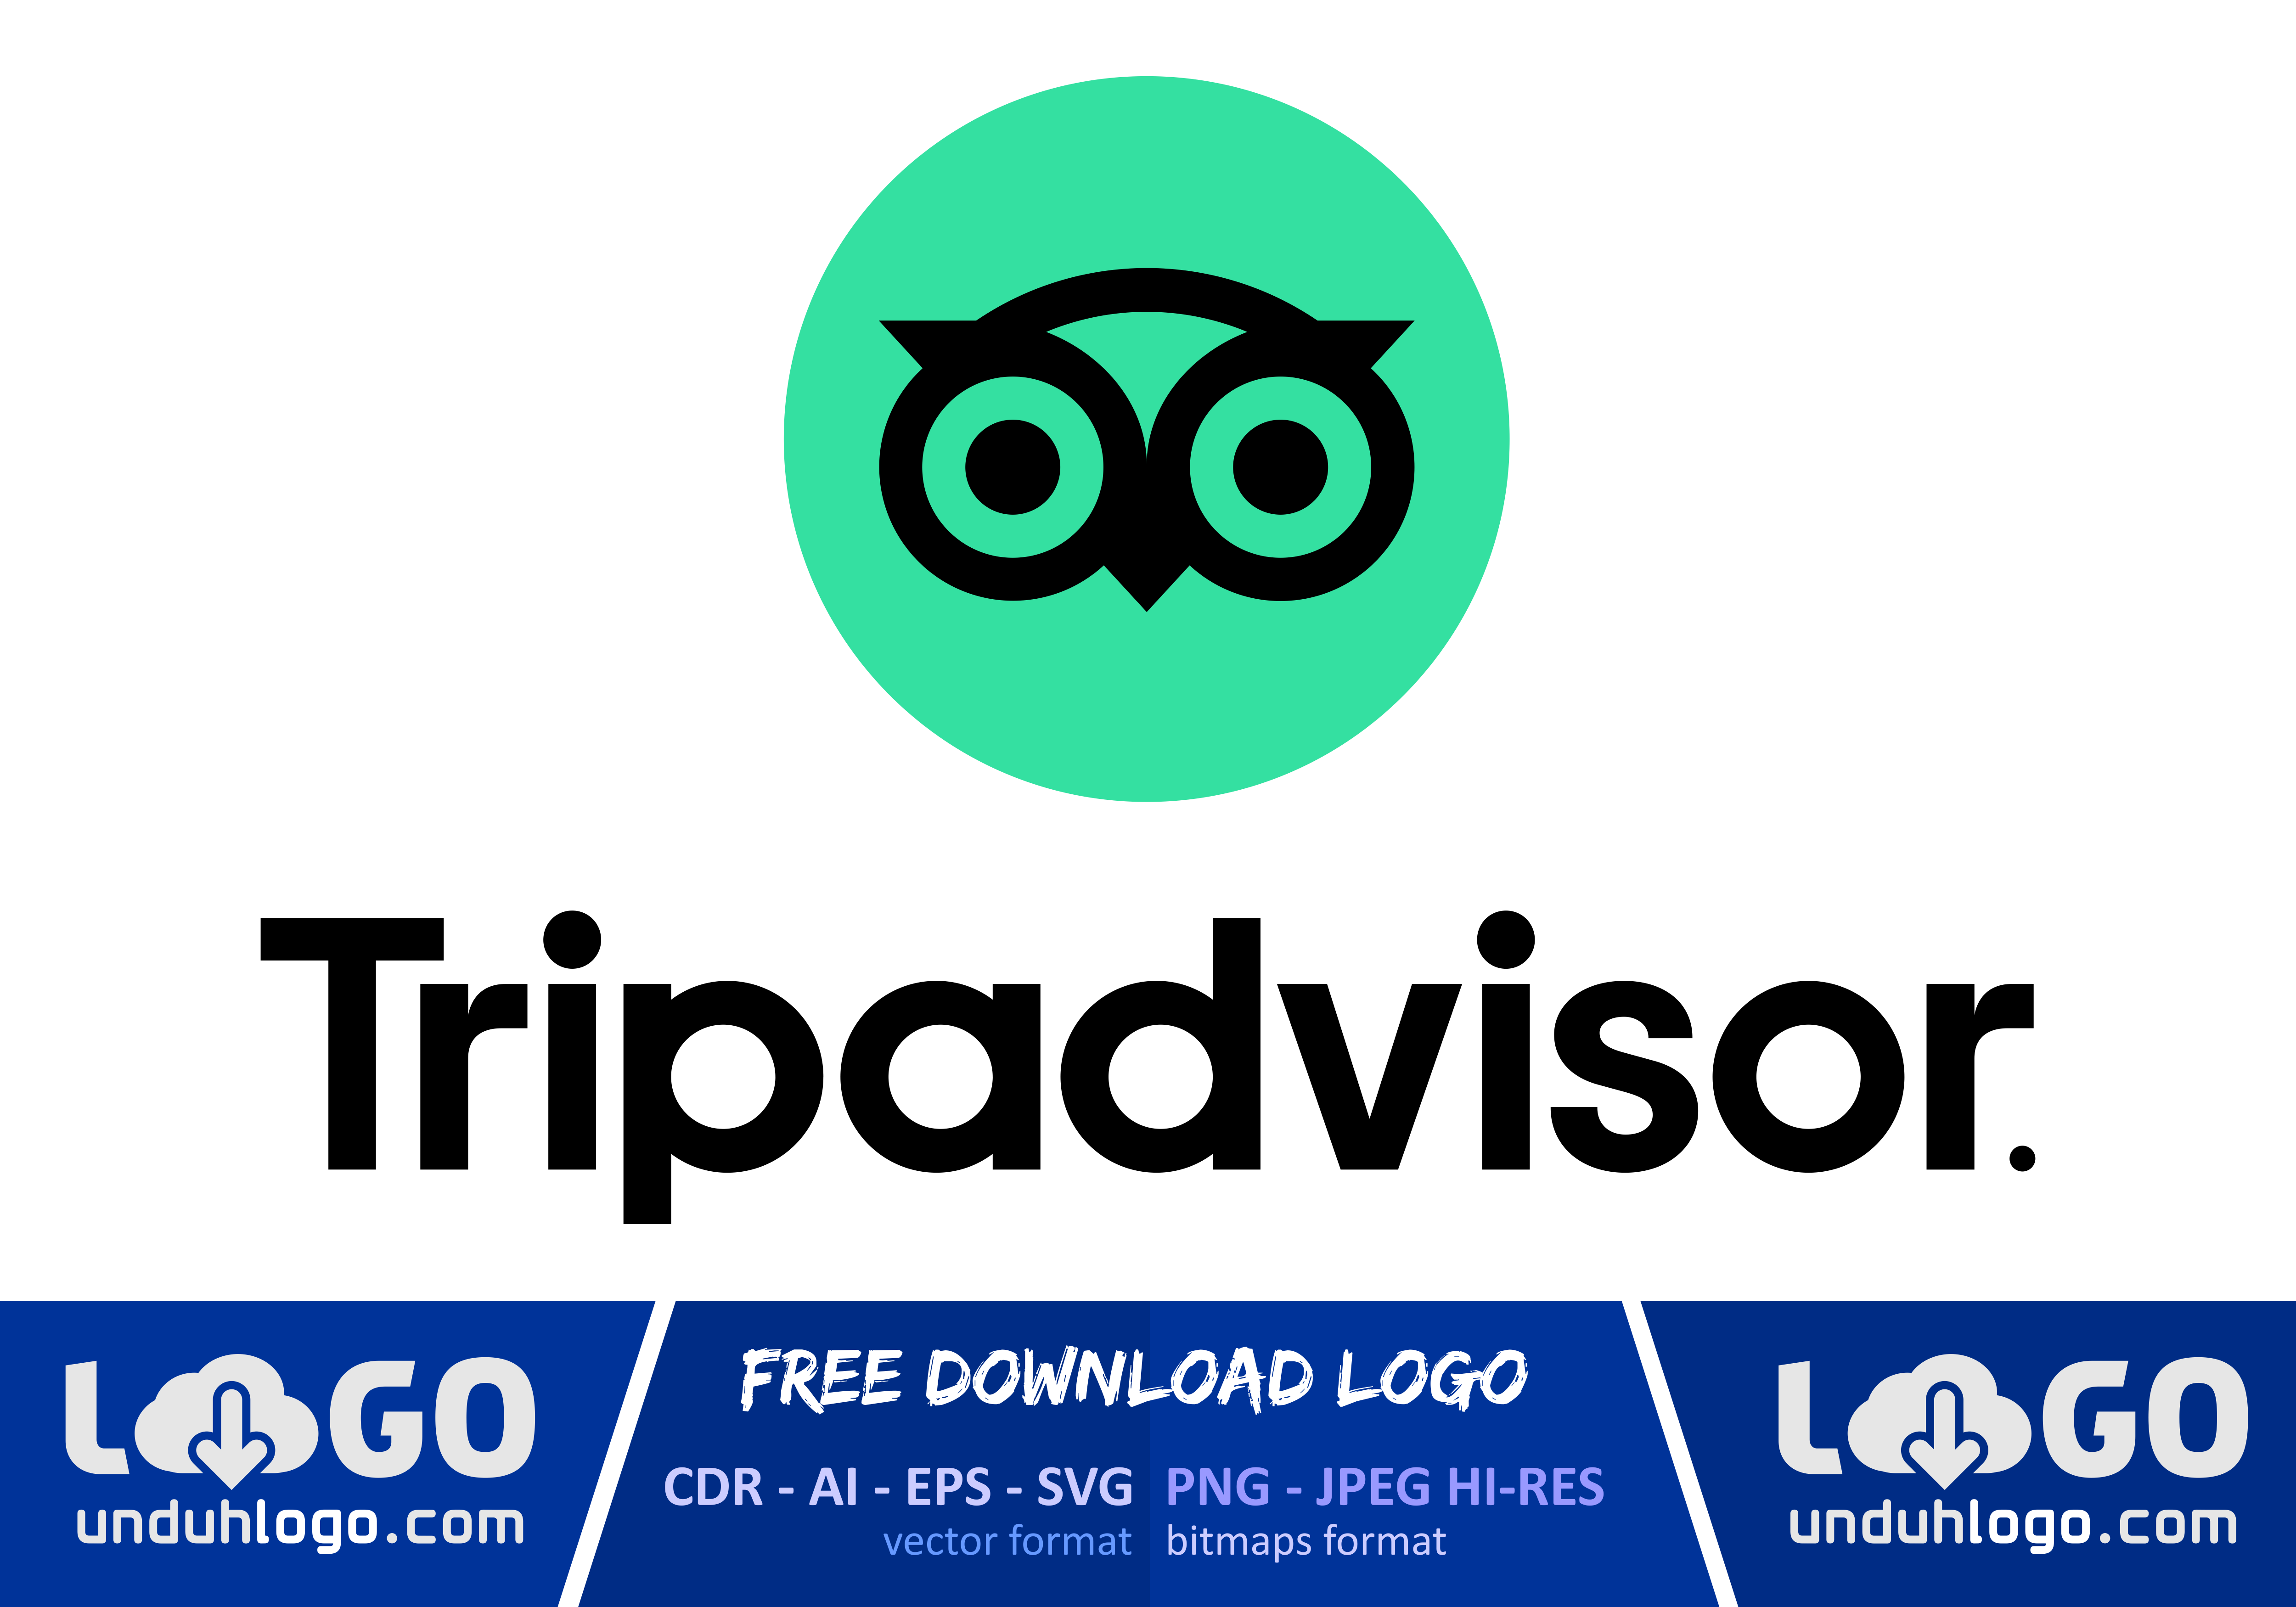 Tripadvisor.
LOGO
unduhlogo.com
FREE DOWNLOAD LOGO
CDR - AI - EPS - SVG
vector format
PNG - JPEG HI-RES
bitmaps format
LOGO
unduhlogo.com